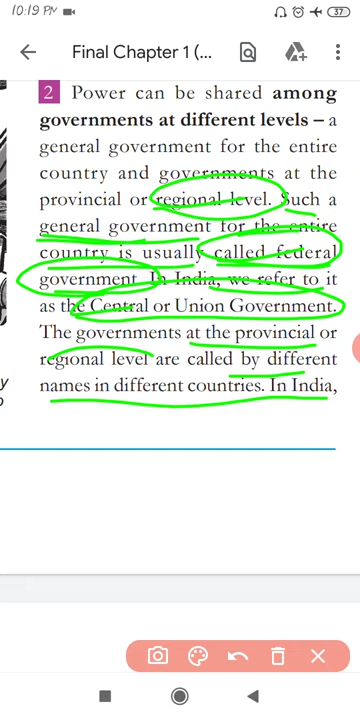 10:19 PM
37
Final Chapter 1 (...
2 Power can be shared among
governments at different levels – a
general government for the entire
country and governments at the
provincial or regional level. Such a
general government for the entire
country is usually called federal
government. In India, we refer to it
as the Central or Union Government.
The governments at the provincial or
regional level are called by different
names in different countries. In India,
y